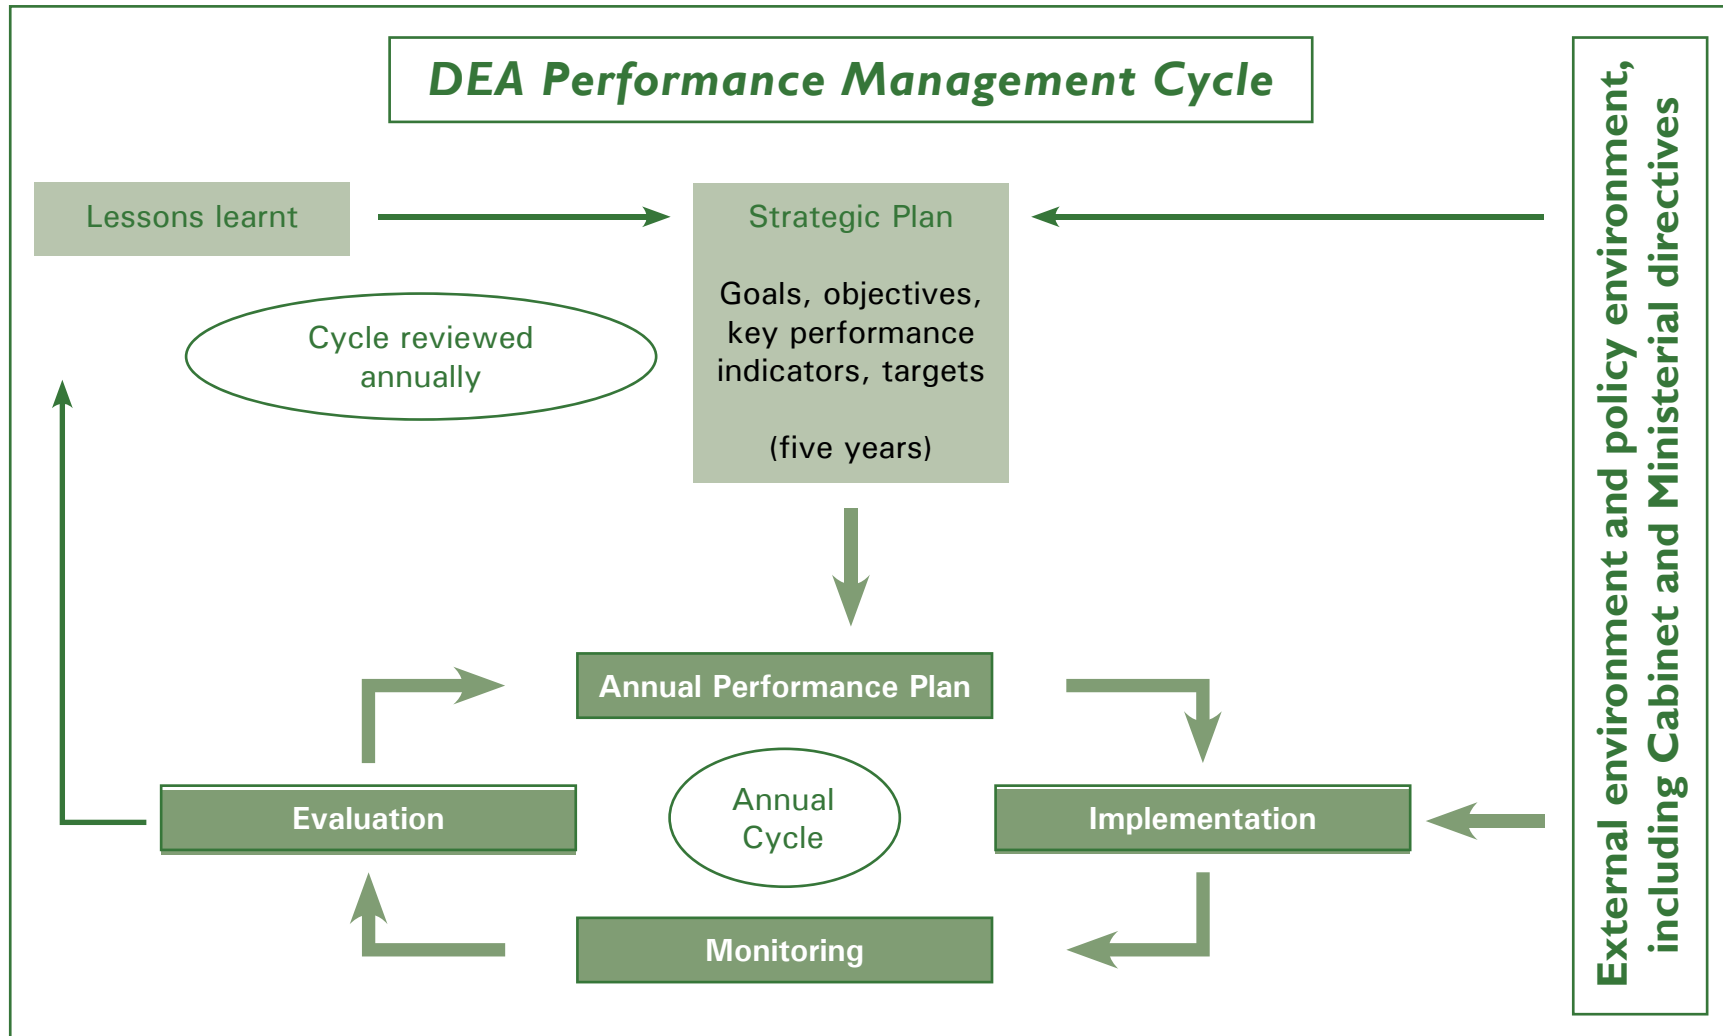 DEA Performance Management Cycle
Lessons learnt
Strategic Plan
Goals, objectives,
key performance
indicators, targets
(five years)
Cycle reviewed
annually
Annual Performance Plan
Evaluation
Annual
Cycle
Implementation
Monitoring
External environment and policy environment,
including Cabinet and Ministerial directives